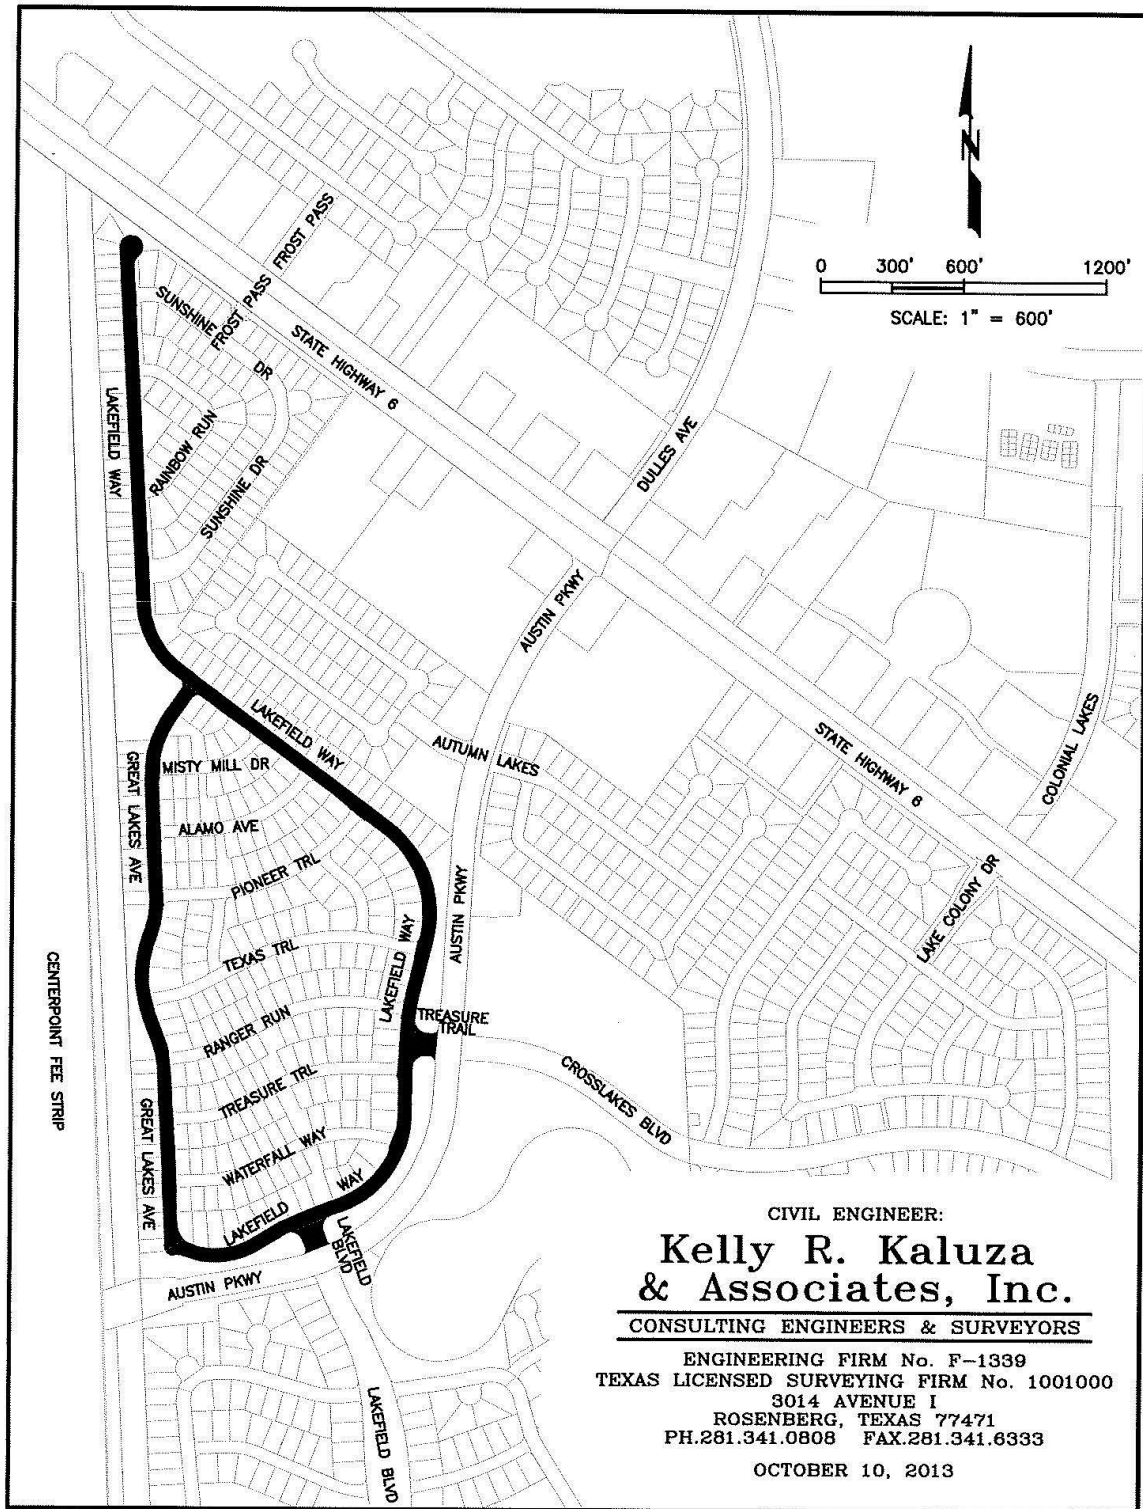 N
0 300' 600' 1200'
SCALE: 1" = 600'
FROST PASS
FROST PASS
SUNSHINE DR
STATE HIGHWAY 6
LAKEFIELD WAY
RAINBOW RUN
SUNSHINE DR
DULLES AVE
AUSTIN PKWY
LAKEFIELD WAY
AUTUMN LAKES
STATE HIGHWAY 6
COLONIAL LAKES
MISTY MILL DR
GREAT LAKES AVE
ALAMO AVE
PIONEER TRL
AUSTIN PKWY
LAKE COLONY DR
TEXAS TRL
LAKEFIELD WAY
CENTERPOINT FEE STRIP
RANGER RUN
TREASURE
TRAIL
TREASURE TRL
CROSSLAKES BLVD
GREAT LAKES AVE
WATERFALL WAY
LAKEFIELD WAY
LAKEFIELD
BLVD
AUSTIN PKWY
LAKEFIELD BLVD
CIVIL ENGINEER:
Kelly R. Kaluza
& Associates, Inc.
CONSULTING ENGINEERS & SURVEYORS
ENGINEERING FIRM No. F-1339
TEXAS LICENSED SURVEYING FIRM No. 1001000
3014 AVENUE I
ROSENBERG, TEXAS 77471
PH.281.341.0808 FAX.281.341.6333
OCTOBER 10, 2013